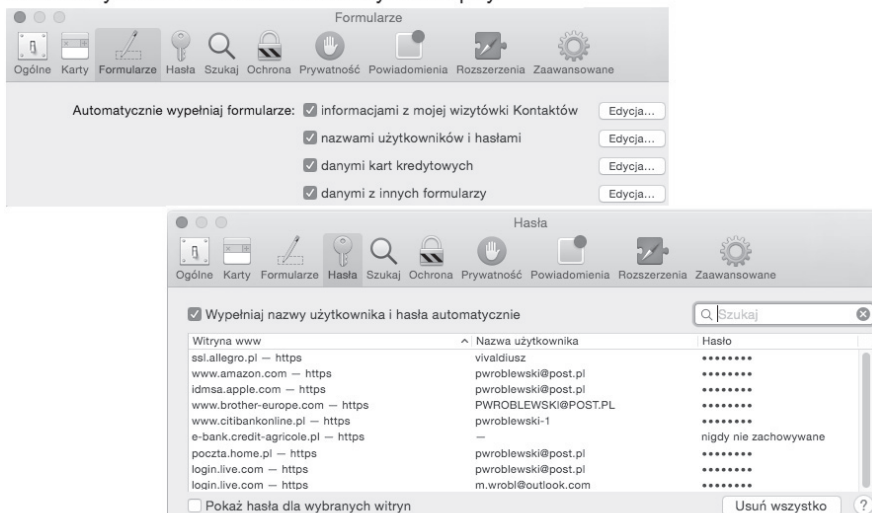 Formularze
Ogólne Karty Formularze Hasła Szukaj Ochrona Prywatność Powiadomienia Rozszerzenia Zaawansowane
Automatycznie wypełniaj formularze: informacjami z mojej wizytówki Kontaktów Edycja...
nazwami użytkowników i hasłami Edycja...
danymi kart kredytowych Edycja...
danymi z innych formularzy Edycja...
Hasła
Ogólne Karty Formularze Hasła Szukaj Ochrona Prywatność Powiadomienia Rozszerzenia Zaawansowane
Wypełniaj nazwy użytkownika i hasła automatycznie Szukaj
Witryna www Nazwa użytkownika Hasło
ssl.allegro.pl — https vivaldiusz ••••••••
www.amazon.com — https pwroblewski@post.pl ••••••••
idmsa.apple.com — https pwroblewski@post.pl ••••••••
www.brother-europe.com — https PWROBLEWSKI@POST.PL ••••••••
www.citibankonline.pl — https pwroblewski-1 ••••••••
e-bank.credit-agricole.pl — https — nigdy nie zachowywane
poczta.home.pl — https pwroblewski@post.pl ••••••••
login.live.com — https pwroblewski@post.pl ••••••••
login.live.com — https m.wrobl@outlook.com ••••••••
Pokaż hasła dla wybranych witryn Usuń wszystko ?